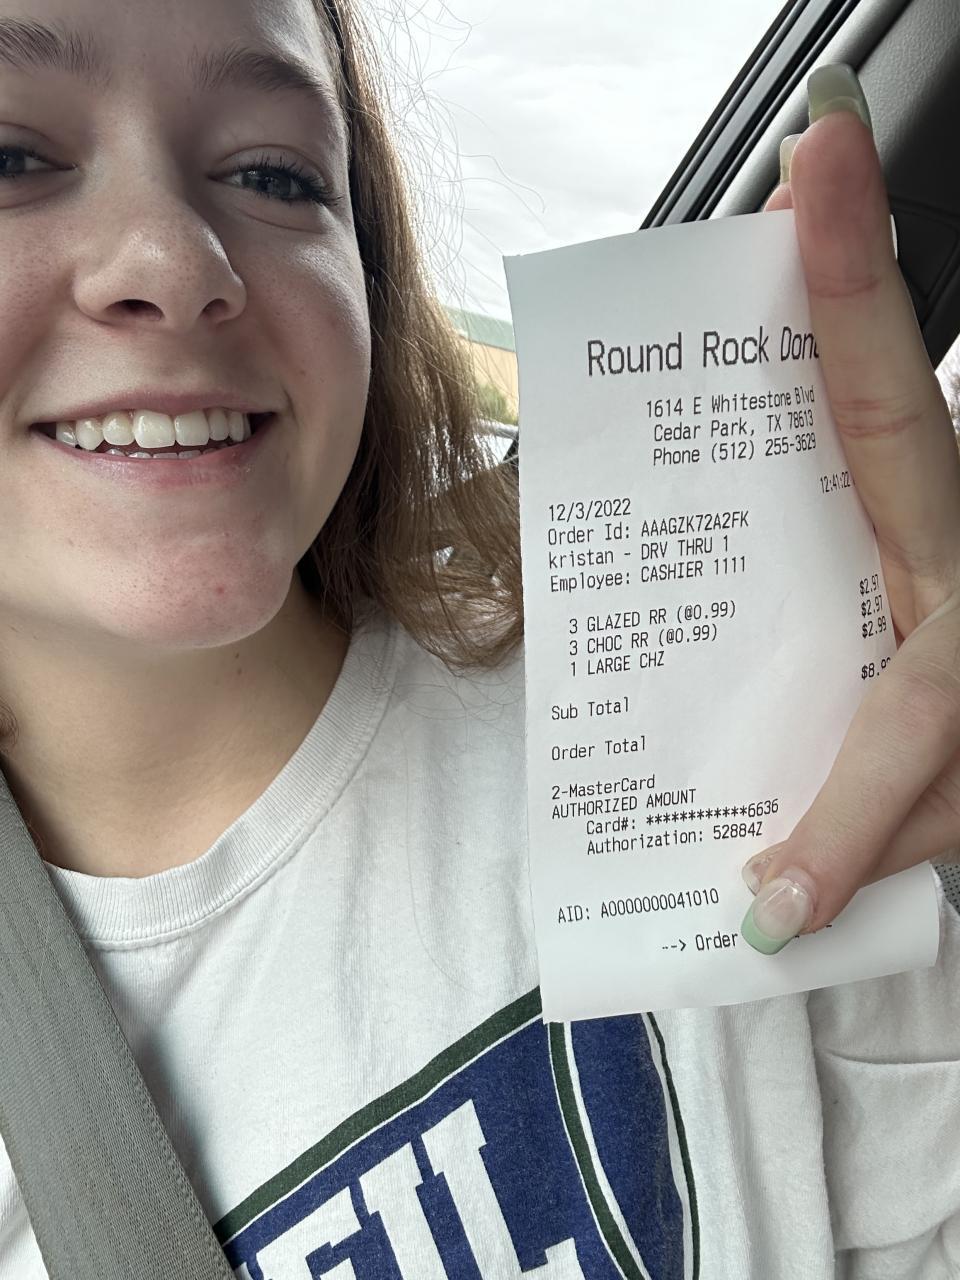 Round Rock
1614 E Whitestone Blvd
Cedar Park, TX 78613
Phone (512) 255-3629
12/3/2022 12:41:22
Order Id: AAAGZK72A2FK
kristan - DRV THRU 1
Employee: CASHIER 1111
3 GLAZED RR (@0.99) $2.97
3 CHOC RR (@0.99) $2.97
1 LARGE CHZ $2.99
Sub Total
Order Total
2-MasterCard
AUTHORIZED AMOUNT
Card#: ************6636
Authorization: 52884Z
AID: A0000000041010
--> Order